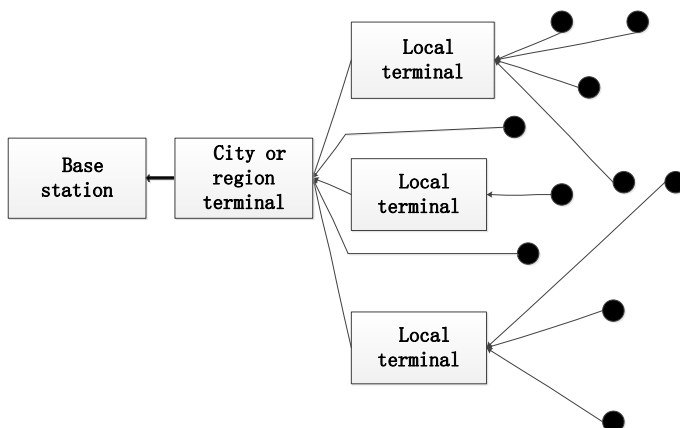 Base
station
City or
region
terminal
Local
terminal
Local
terminal
Local
terminal